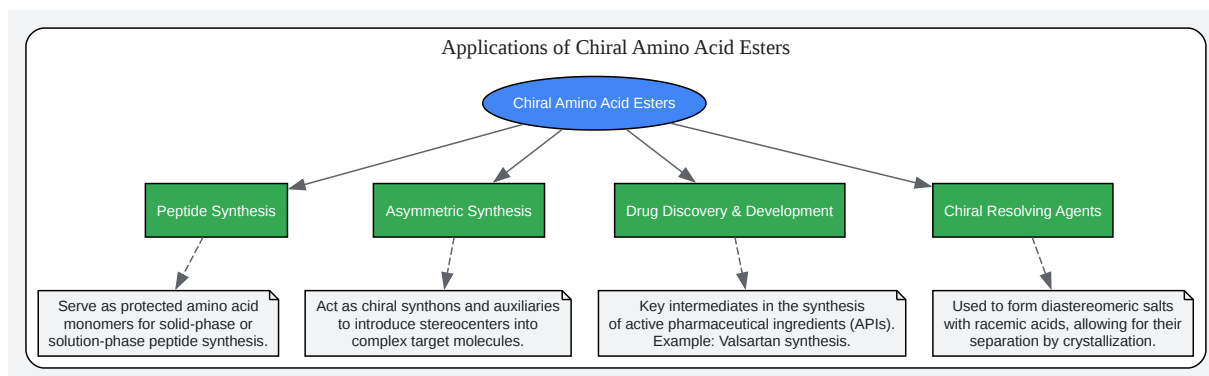 Applications of Chiral Amino Acid Esters
Chiral Amino Acid Esters
Peptide Synthesis
Asymmetric Synthesis
Drug Discovery & Development
Chiral Resolving Agents
Serve as protected amino acid
monomers for solid-phase or
solution-phase peptide synthesis.
Act as chiral synthons and auxiliaries
to introduce stereocenters into
complex target molecules.
Key intermediates in the synthesis
of active pharmaceutical ingredients (APIs).
Example: Valsartan synthesis.
Used to form diastereomeric salts
with racemic acids, allowing for their
separation by crystallization.